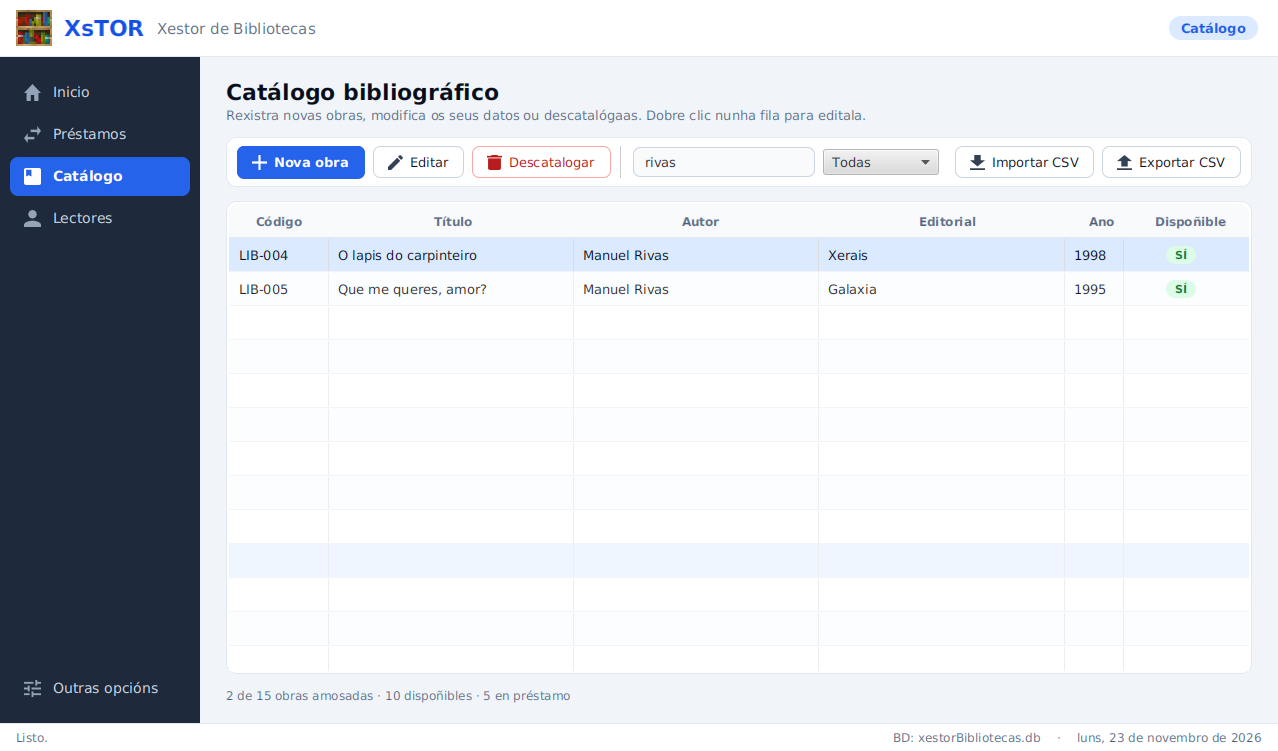 XsTOR Xestor de Bibliotecas Catálogo
Inicio
Préstamos
Catálogo
Lectores
Outras opcións
Catálogo bibliográfico
Rexistra novas obras, modifica os seus datos ou descatalógaas. Dobre clic nunha fila para editala.
Nova obra Editar Descatalogar rivas Todas Importar CSV Exportar CSV
Código Título Autor Editorial Ano Dispoñible
LIB-004 O lapis do carpinteiro Manuel Rivas Xerais 1998 SÍ
LIB-005 Que me queres, amor? Manuel Rivas Galaxia 1995 SÍ
2 de 15 obras amosadas · 10 dispoñibles · 5 en préstamo
Listo. BD: xestorBibliotecas.db · luns, 23 de novembro de 2026